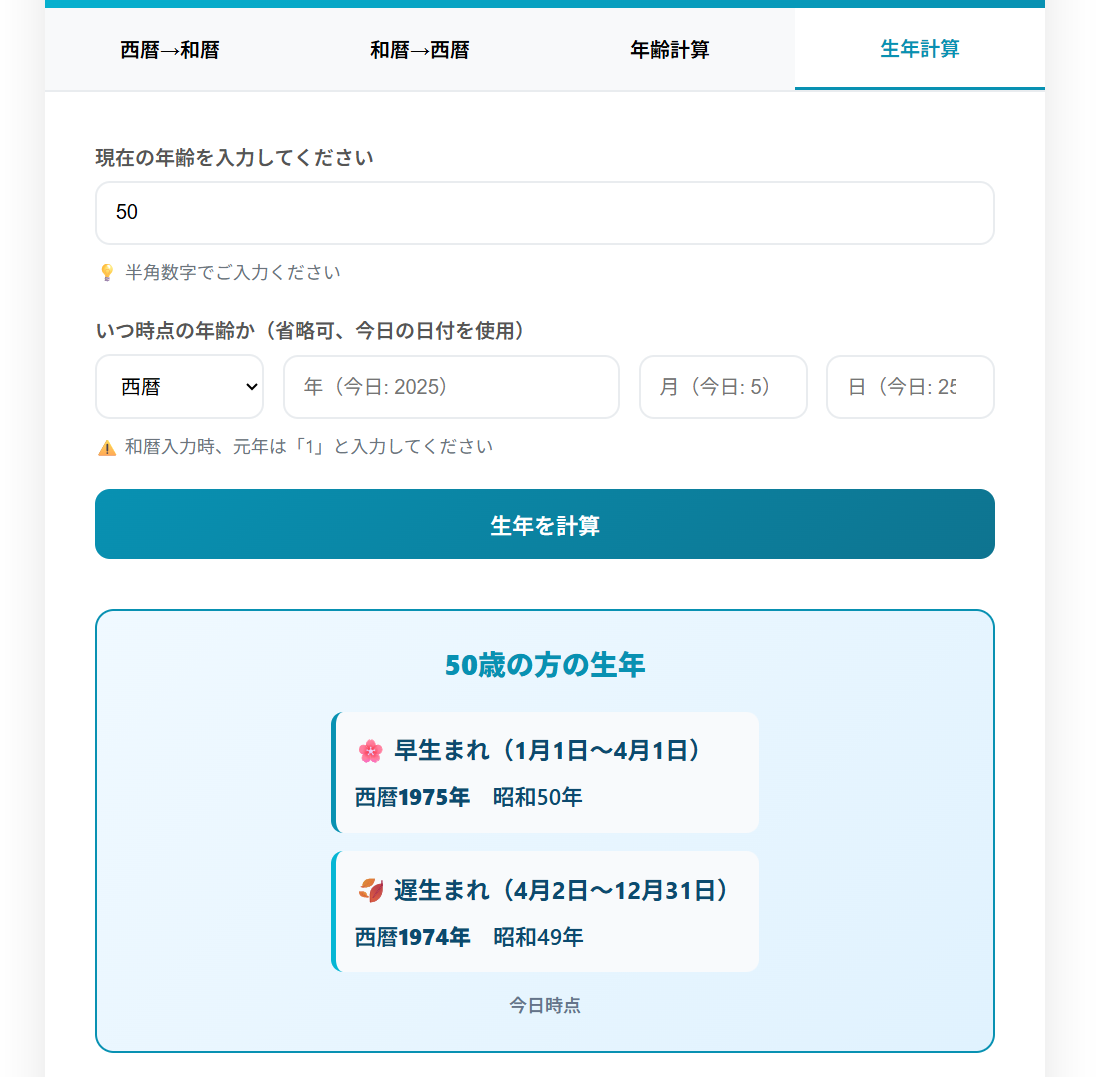 西暦→和暦
和暦→西暦
年齢計算
生年計算
現在の年齢を入力してください
50
半角数字でご入力ください
いつ時点の年齢か（省略可、今日の日付を使用）
西暦
年（今日: 2025）
月（今日: 5）
日（今日: 25
和暦入力時、元年は「1」と入力してください
生年を計算
50歳の方の生年
早生まれ（1月1日〜4月1日）
西暦1975年　昭和50年
遅生まれ（4月2日〜12月31日）
西暦1974年　昭和49年
今日時点